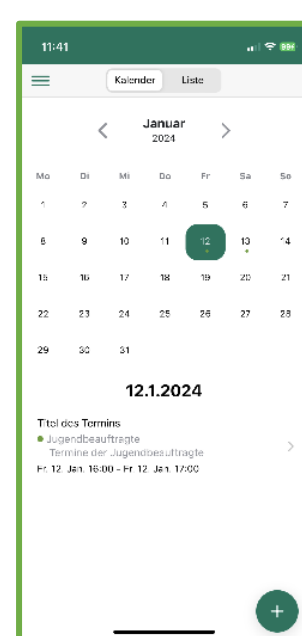 11:41
Kalender Liste
Januar
2024
Mo Di Mi Do Fr Sa So
1 2 3 4 5 6 7
8 9 10 11 12 13 14
15 16 17 18 19 20 21
22 23 24 25 26 27 28
29 30 31
12.1.2024
Titel des Termins
Jugendbeauftragte
Termine der Jugendbeauftragte
Fr. 12. Jan. 16:00 - Fr. 12. Jan. 17:00
+